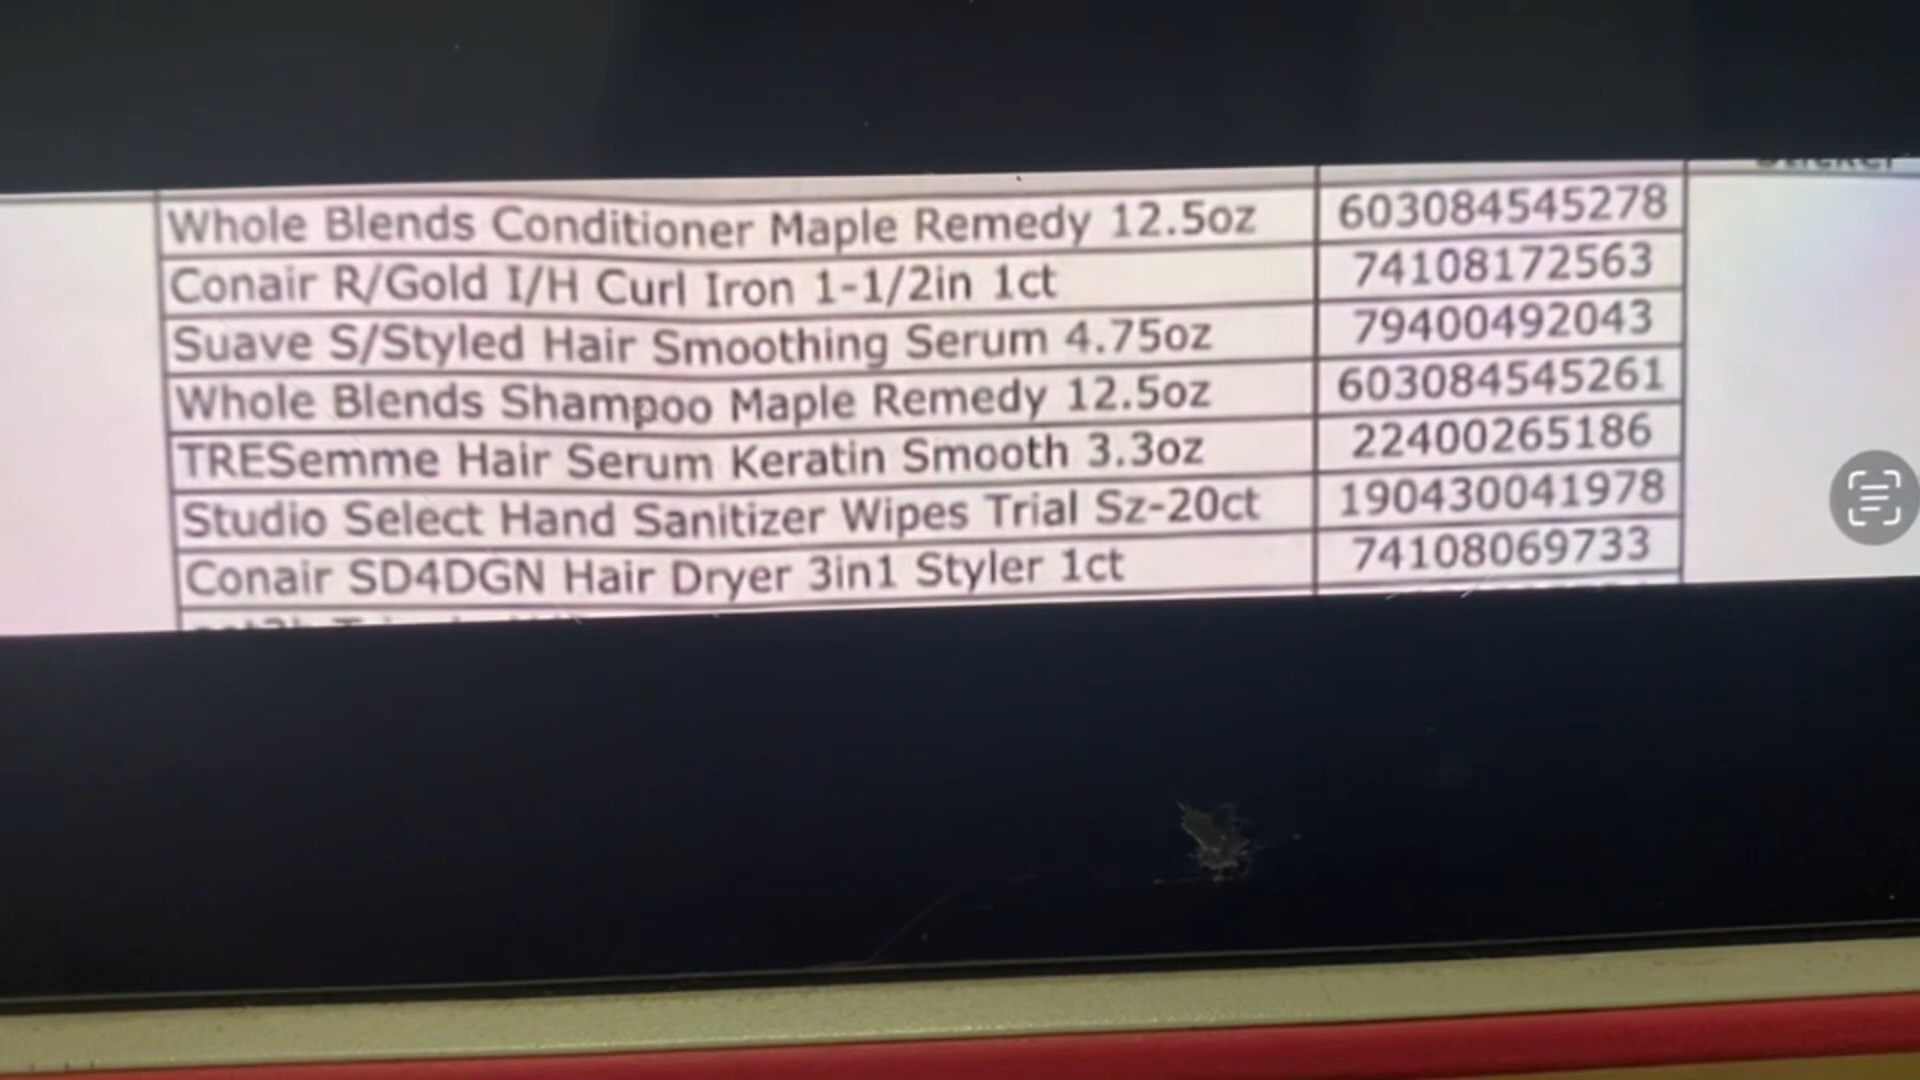 Whole Blends Conditioner Maple Remedy 12.5oz 603084545278
Conair R/Gold I/H Curl Iron 1-1/2in 1ct 74108172563
Suave S/Styled Hair Smoothing Serum 4.75oz 79400492043
Whole Blends Shampoo Maple Remedy 12.5oz 603084545261
TRESemme Hair Serum Keratin Smooth 3.3oz 22400265186
Studio Select Hand Sanitizer Wipes Trial Sz-20ct 190430041978
Conair SD4DGN Hair Dryer 3in1 Styler 1ct 74108069733